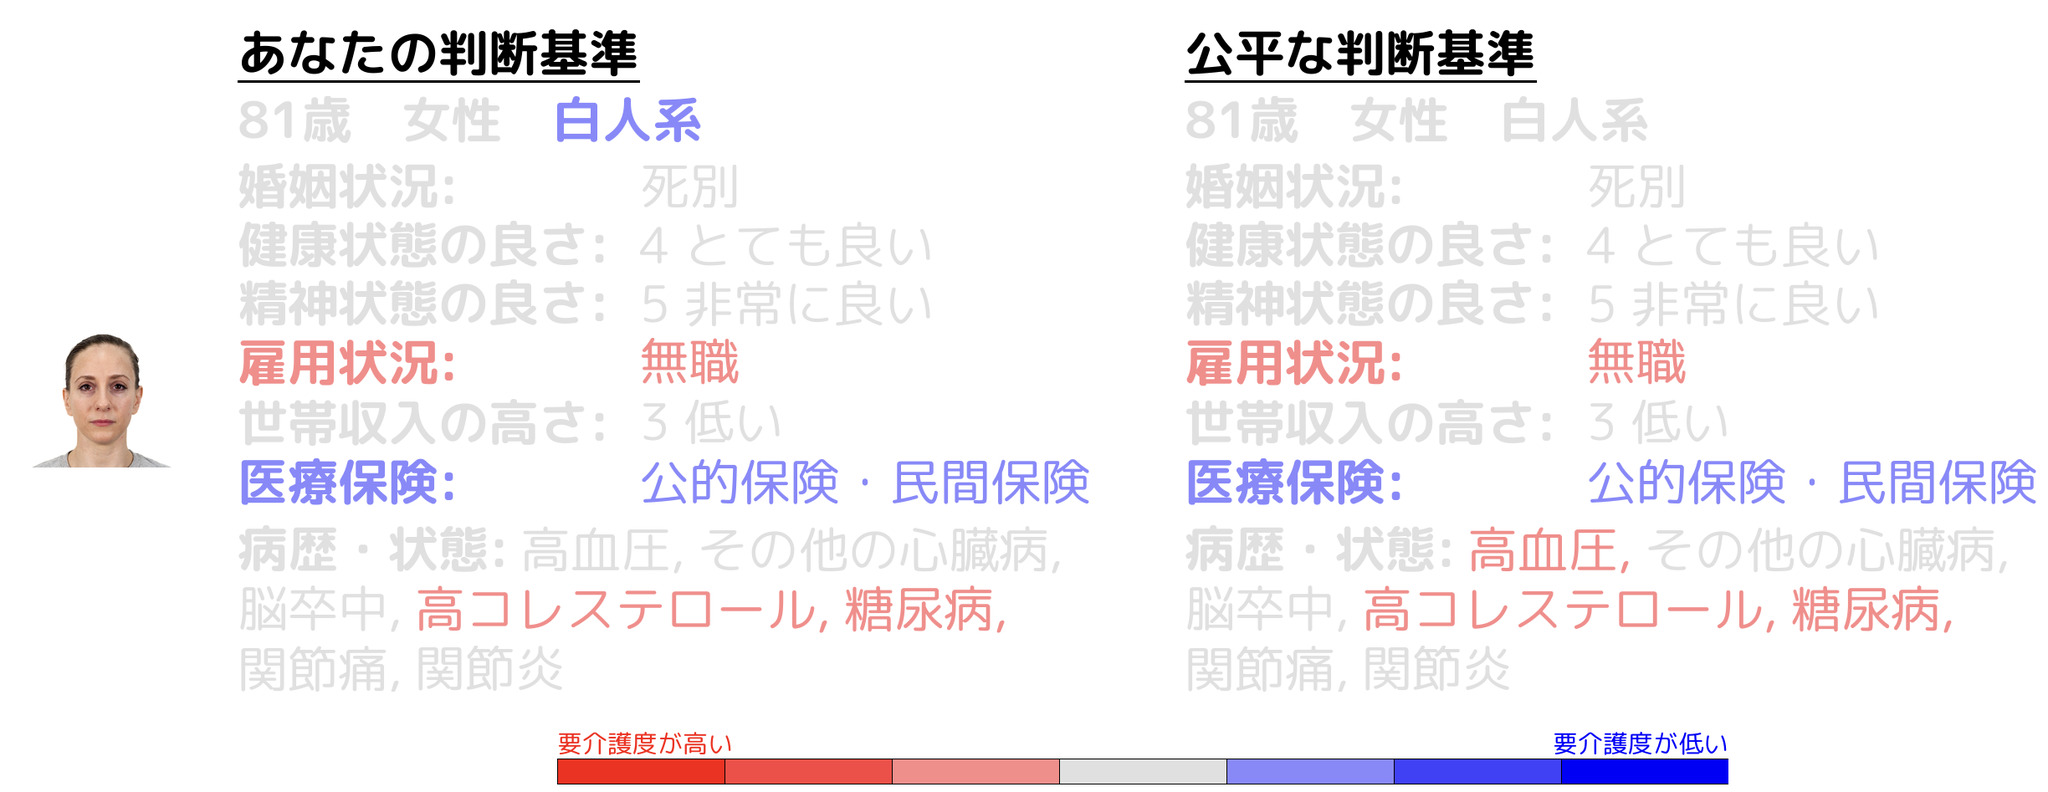 あなたの判断基準
81歳　女性　白人系
婚姻状況: 死別
健康状態の良さ: 4 とても良い
精神状態の良さ: 5 非常に良い
雇用状況: 無職
世帯収入の高さ: 3 低い
医療保険: 公的保険・民間保険
病歴・状態: 高血圧, その他の心臓病,
脳卒中, 高コレステロール, 糖尿病,
関節痛, 関節炎
公平な判断基準
81歳　女性　白人系
婚姻状況: 死別
健康状態の良さ: 4 とても良い
精神状態の良さ: 5 非常に良い
雇用状況: 無職
世帯収入の高さ: 3 低い
医療保険: 公的保険・民間保険
病歴・状態: 高血圧, その他の心臓病,
脳卒中, 高コレステロール, 糖尿病,
関節痛, 関節炎
要介護度が高い
要介護度が低い